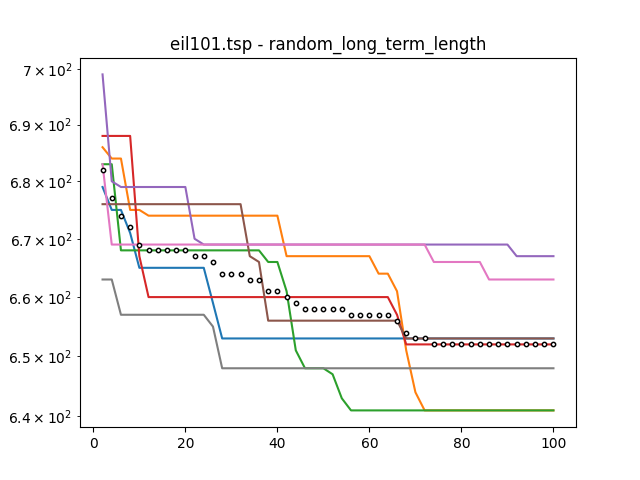 eil101.tsp - random_long_term_length
7 × 10²
6.9 × 10²
6.8 × 10²
6.7 × 10²
6.6 × 10²
6.5 × 10²
6.4 × 10²
0
20
40
60
80
100